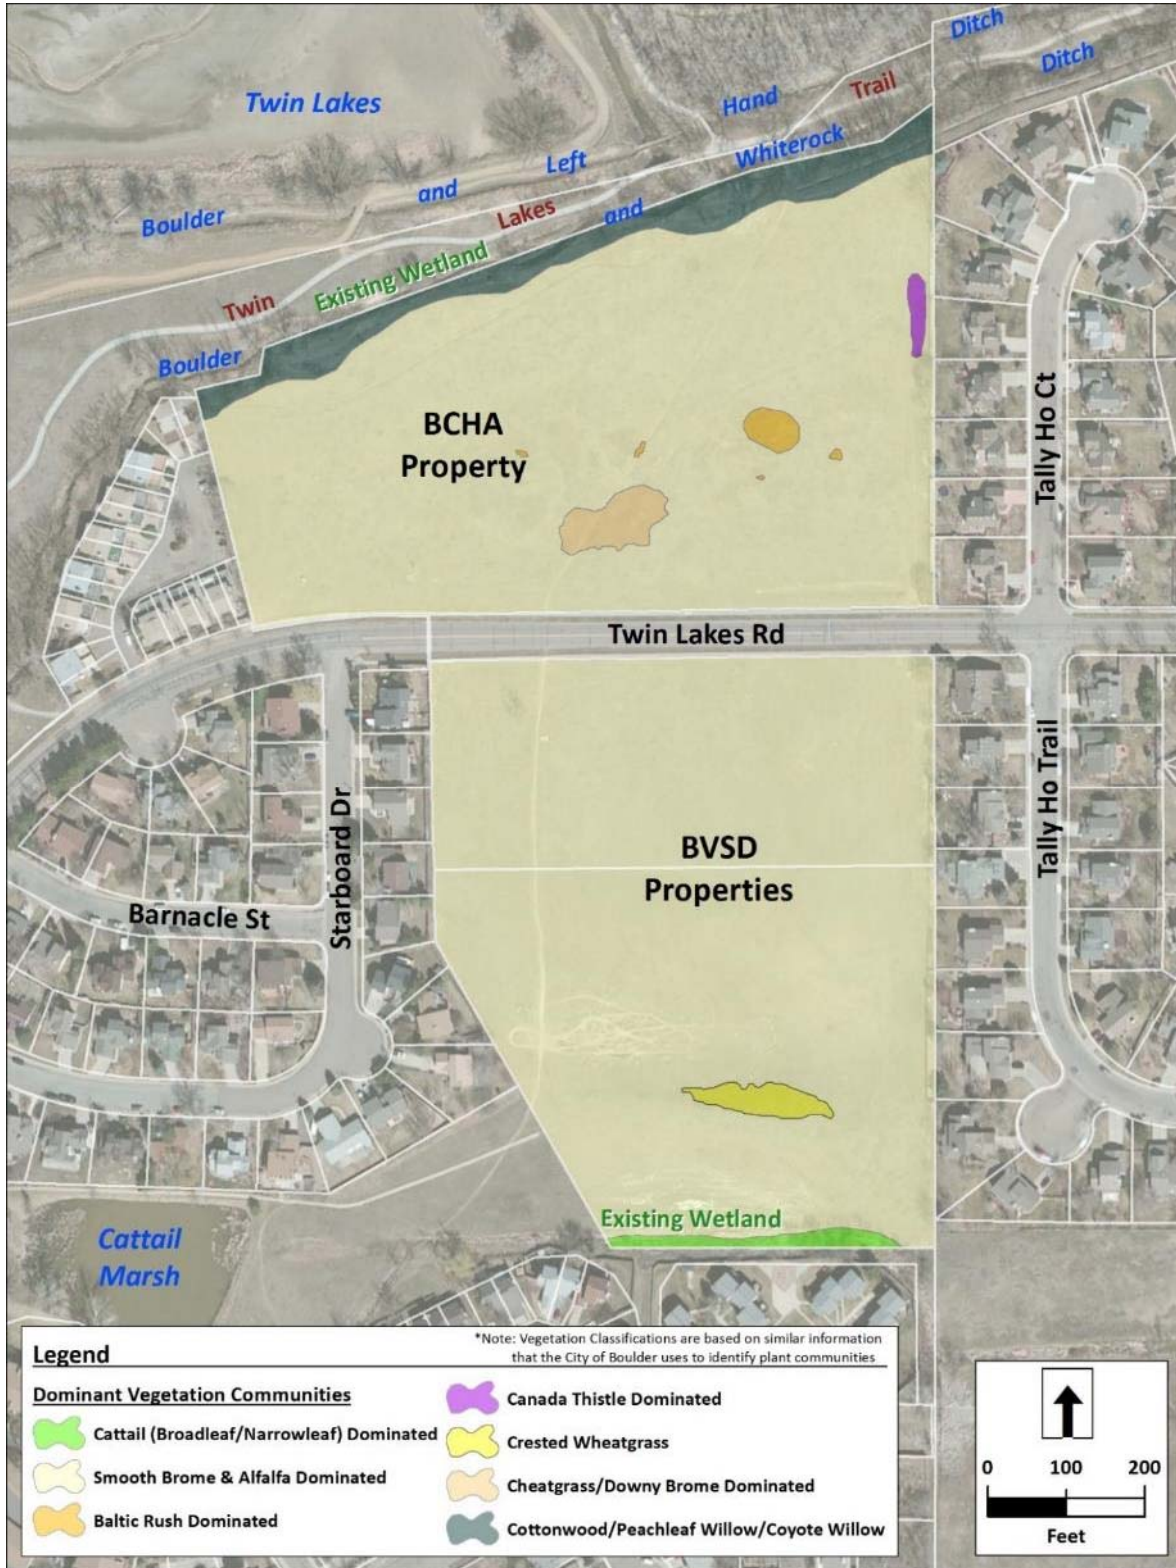 Ditch
Ditch
Twin Lakes
Hand
Trail
Left
Whiterock
and
Boulder
Lakes
and
Existing Wetland
Twin
Boulder
BCHA
Property
Tally Ho Ct
Twin Lakes Rd
Tally Ho Trail
Starboard Dr
BVSD
Properties
Barnacle St
Existing Wetland
Cattail
Marsh
Legend
*Note: Vegetation Classifications are based on similar information
that the City of Boulder uses to identify plant communities
Dominant Vegetation Communities
Cattail (Broadleaf/Narrowleaf) Dominated
Smooth Brome & Alfalfa Dominated
Baltic Rush Dominated
Canada Thistle Dominated
Crested Wheatgrass
Cheatgrass/Downy Brome Dominated
Cottonwood/Peachleaf Willow/Coyote Willow
0 100 200
Feet